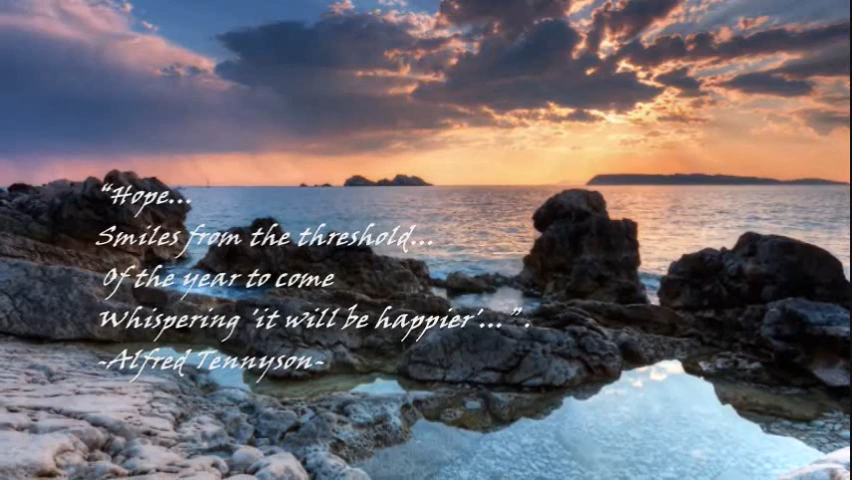 “Hope...
Smiles from the threshold...
Of the year to come
Whispering 'it will be happier'...”.
-Alfred Tennyson-